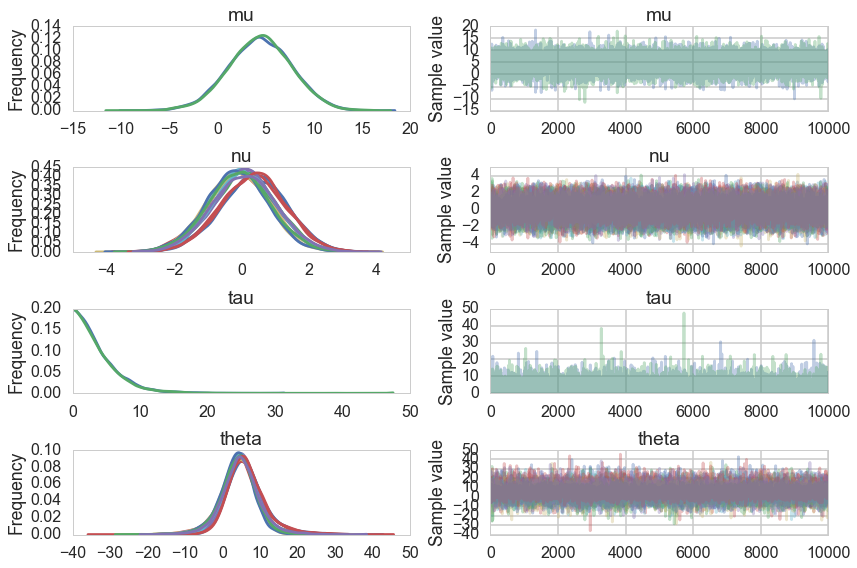 mu
Frequency
0.14
0.12
0.10
0.08
0.06
0.04
0.02
0.00
−15 −10 −5 0 5 10 15 20
mu
Sample value
20
15
10
5
0
−5
−10
−15
0 2000 4000 6000 8000 10000
nu
Frequency
0.45
0.40
0.35
0.30
0.25
0.20
0.15
0.10
0.05
0.00
−4 −2 0 2 4
nu
Sample value
4
2
0
−2
−4
0 2000 4000 6000 8000 10000
tau
Frequency
0.20
0.15
0.10
0.05
0.00
0 10 20 30 40 50
tau
Sample value
50
40
30
20
10
0
0 2000 4000 6000 8000 10000
theta
Frequency
0.10
0.08
0.06
0.04
0.02
0.00
−40 −30 −20 −10 0 10 20 30 40 50
theta
Sample value
50
40
30
20
10
0
−10
−20
−30
−40
0 2000 4000 6000 8000 10000